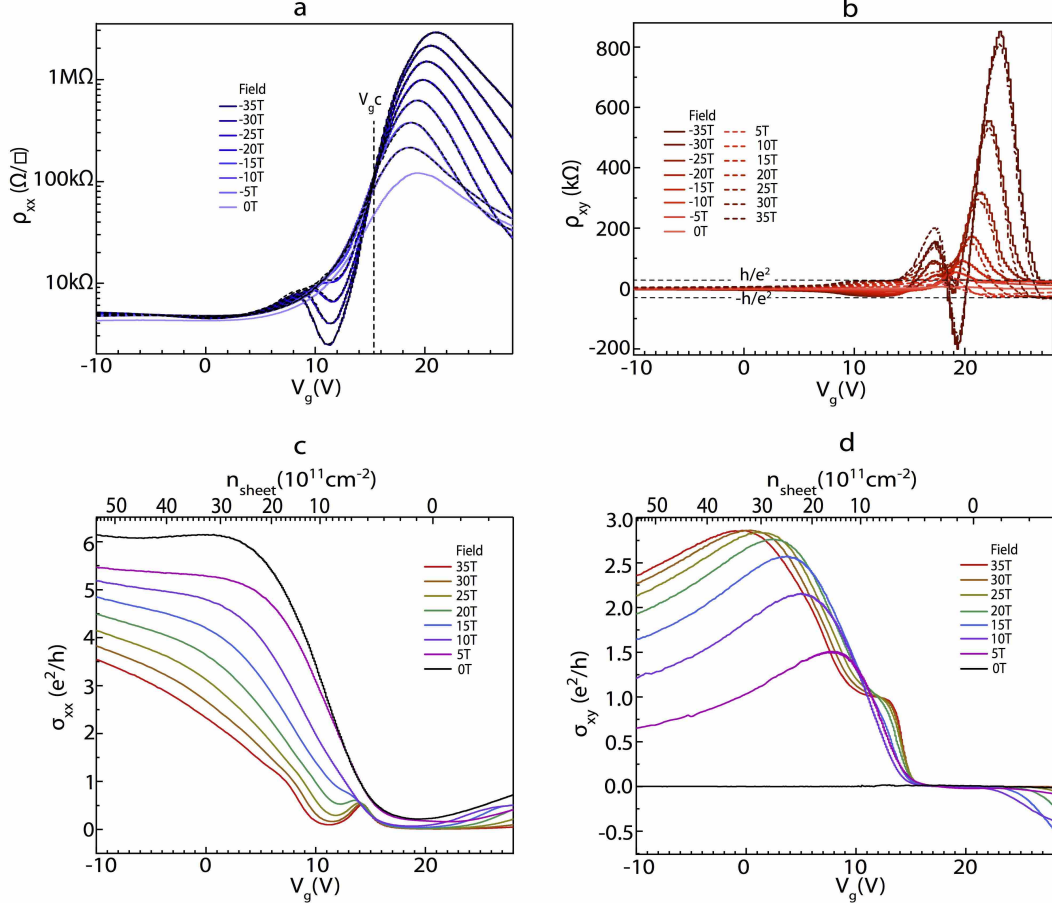 a
ρxx (Ω/□)
1MΩ
100kΩ
10kΩ
Field
-35T
-30T
-25T
-20T
-15T
-10T
-5T
0T
Vgc
-10 0 10 20
Vg(V)
b
ρxy (kΩ)
800
600
400
200
0
-200
Field
-35T 5T
-30T 10T
-25T 15T
-20T 20T
-15T 25T
-10T 30T
-5T 35T
0T
h/e²
-h/e²
-10 0 10 20
Vg(V)
c
nsheet(10¹¹cm⁻²)
50 40 30 20 10 0
σxx (e²/h)
6
5
4
3
2
1
0
Field
35T
30T
25T
20T
15T
10T
5T
0T
-10 0 10 20
Vg(V)
d
nsheet(10¹¹cm⁻²)
50 40 30 20 10 0
σxy (e²/h)
3.0
2.5
2.0
1.5
1.0
0.5
0.0
-0.5
Field
35T
30T
25T
20T
15T
10T
5T
0T
-10 0 10 20
Vg(V)